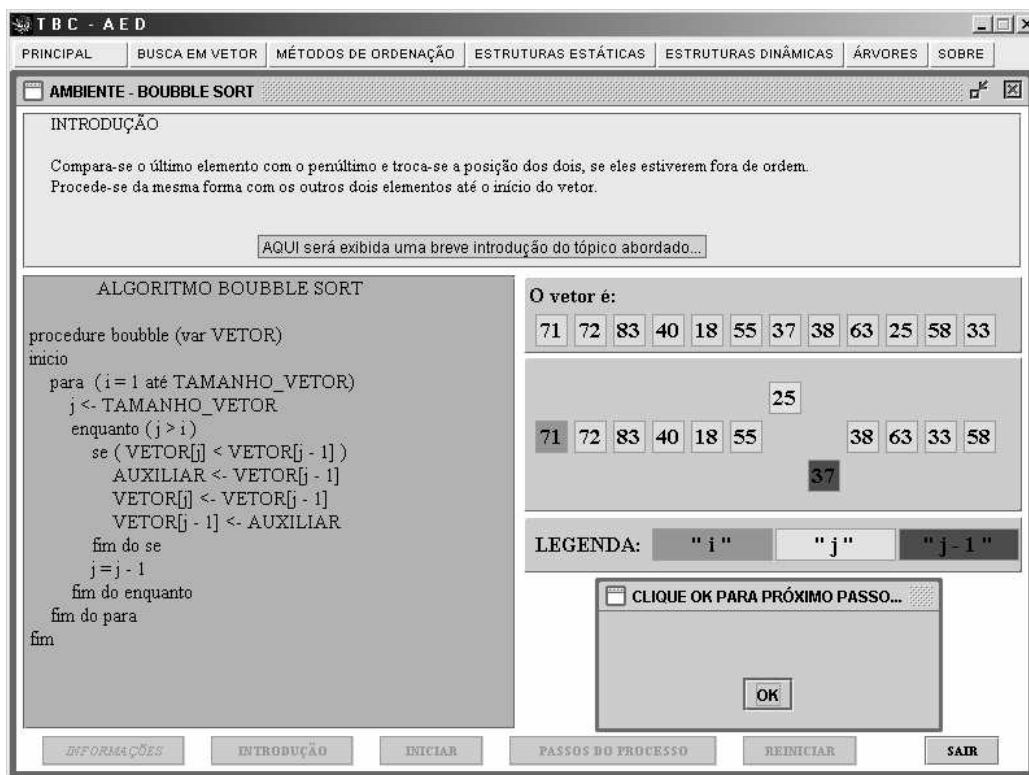 TBC - AED
PRINCIPAL BUSCA EM VETOR MÉTODOS DE ORDENAÇÃO ESTRUTURAS ESTÁTICAS ESTRUTURAS DINÂMICAS ÁRVORES SOBRE
AMBIENTE - BOUBBLE SORT
INTRODUÇÃO
Compara-se o último elemento com o penúltimo e troca-se a posição dos dois, se eles estiverem fora de ordem.
Procede-se da mesma forma com os outros dois elementos até o início do vetor.
AQUI será exibida uma breve introdução do tópico abordado...
ALGORITMO BOUBBLE SORT
procedure boubble (var VETOR)
inicio
para ( i = 1 até TAMANHO_VETOR)
j <- TAMANHO_VETOR
enquanto ( j > i )
se ( VETOR[j] < VETOR[j - 1] )
AUXILIAR <- VETOR[j - 1]
VETOR[j] <- VETOR[j - 1]
VETOR[j - 1] <- AUXILIAR
fim do se
j = j - 1
fim do enquanto
fim do para
fim
O vetor é:
71 72 83 40 18 55 37 38 63 25 58 33
25
71 72 83 40 18 55 38 63 33 58
37
LEGENDA: " i " " j " " j - 1 "
CLIQUE OK PARA PRÓXIMO PASSO...
OK
INFORMAÇÕES INTRODUÇÃO INICIAR PASSOS DO PROCESSO REINICIAR SAIR